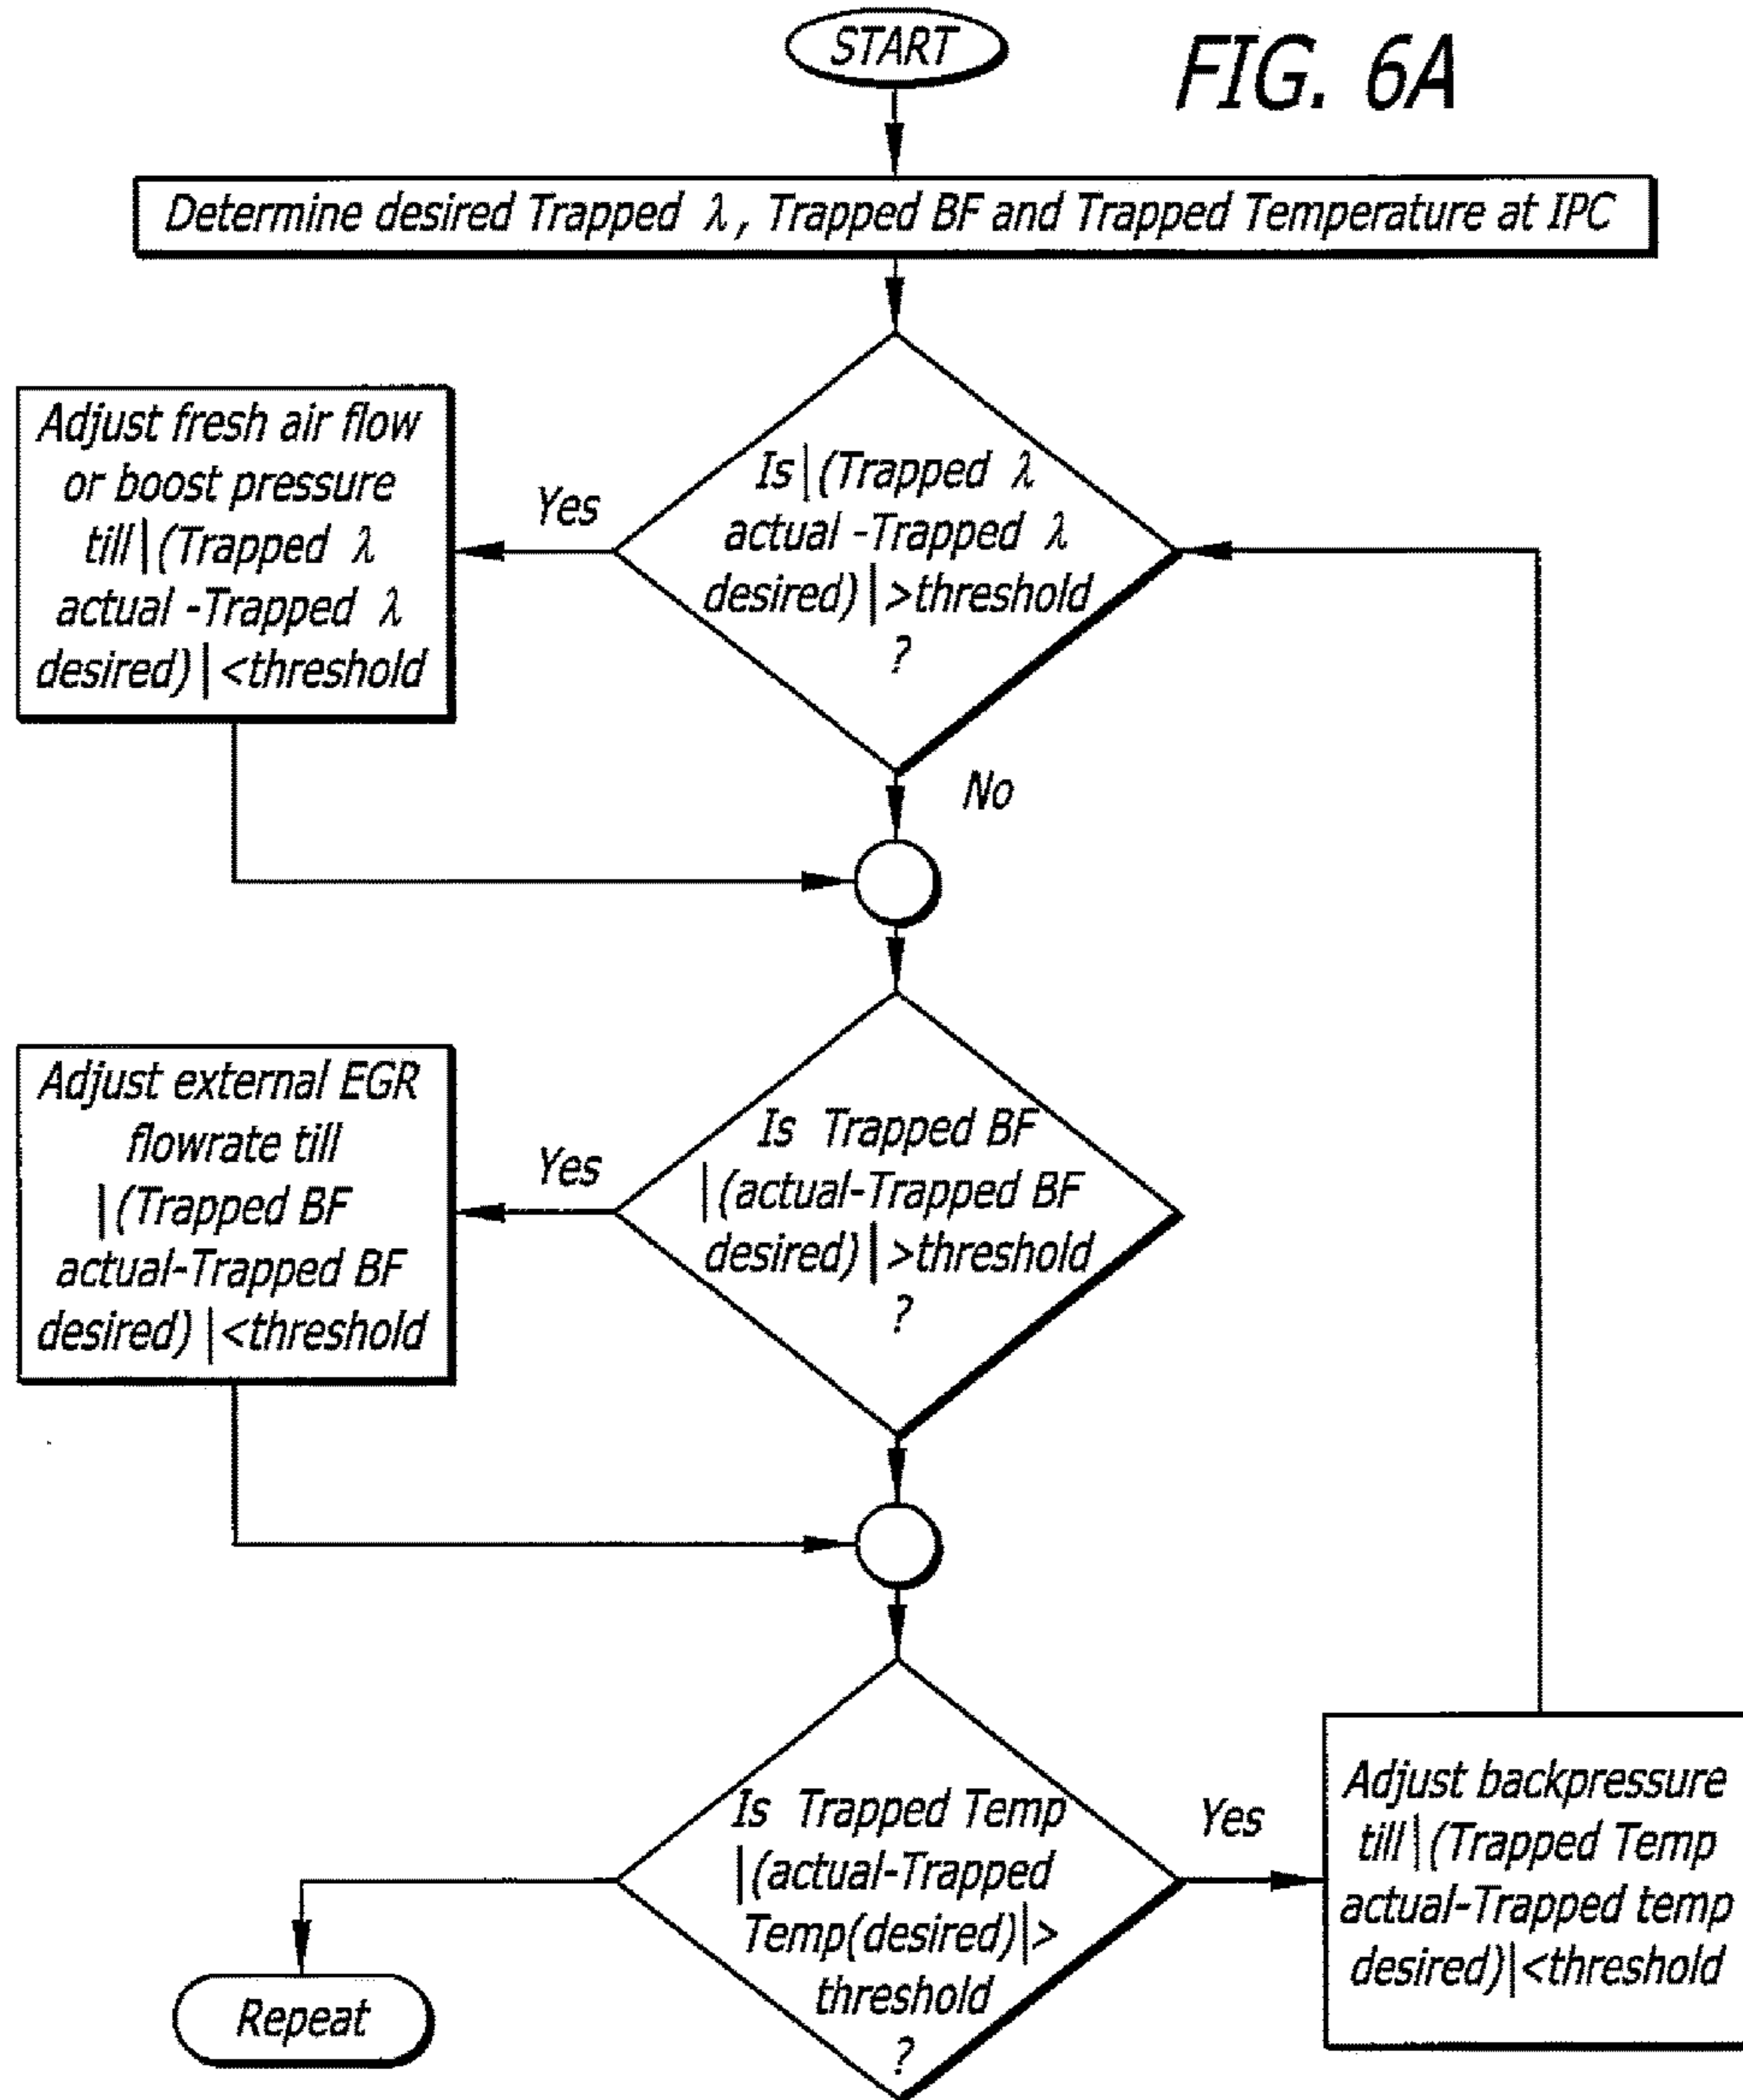 START
FIG. 6A
Determine desired Trapped λ, Trapped BF and Trapped Temperature at IPC
Adjust fresh air flow
or boost pressure
till|(Trapped λ
actual -Trapped λ
desired)|<threshold
Yes
Is|(Trapped λ
actual -Trapped λ
desired)|>threshold
?
No
Adjust external EGR
flowrate till
|(Trapped BF
actual-Trapped BF
desired)|<threshold
Yes
Is Trapped BF
|(actual-Trapped BF
desired)|>threshold
?
Is Trapped Temp
|(actual-Trapped
Temp(desired)|>
threshold
?
Yes
Adjust backpressure
till|(Trapped Temp
actual-Trapped temp
desired)|<threshold
Repeat